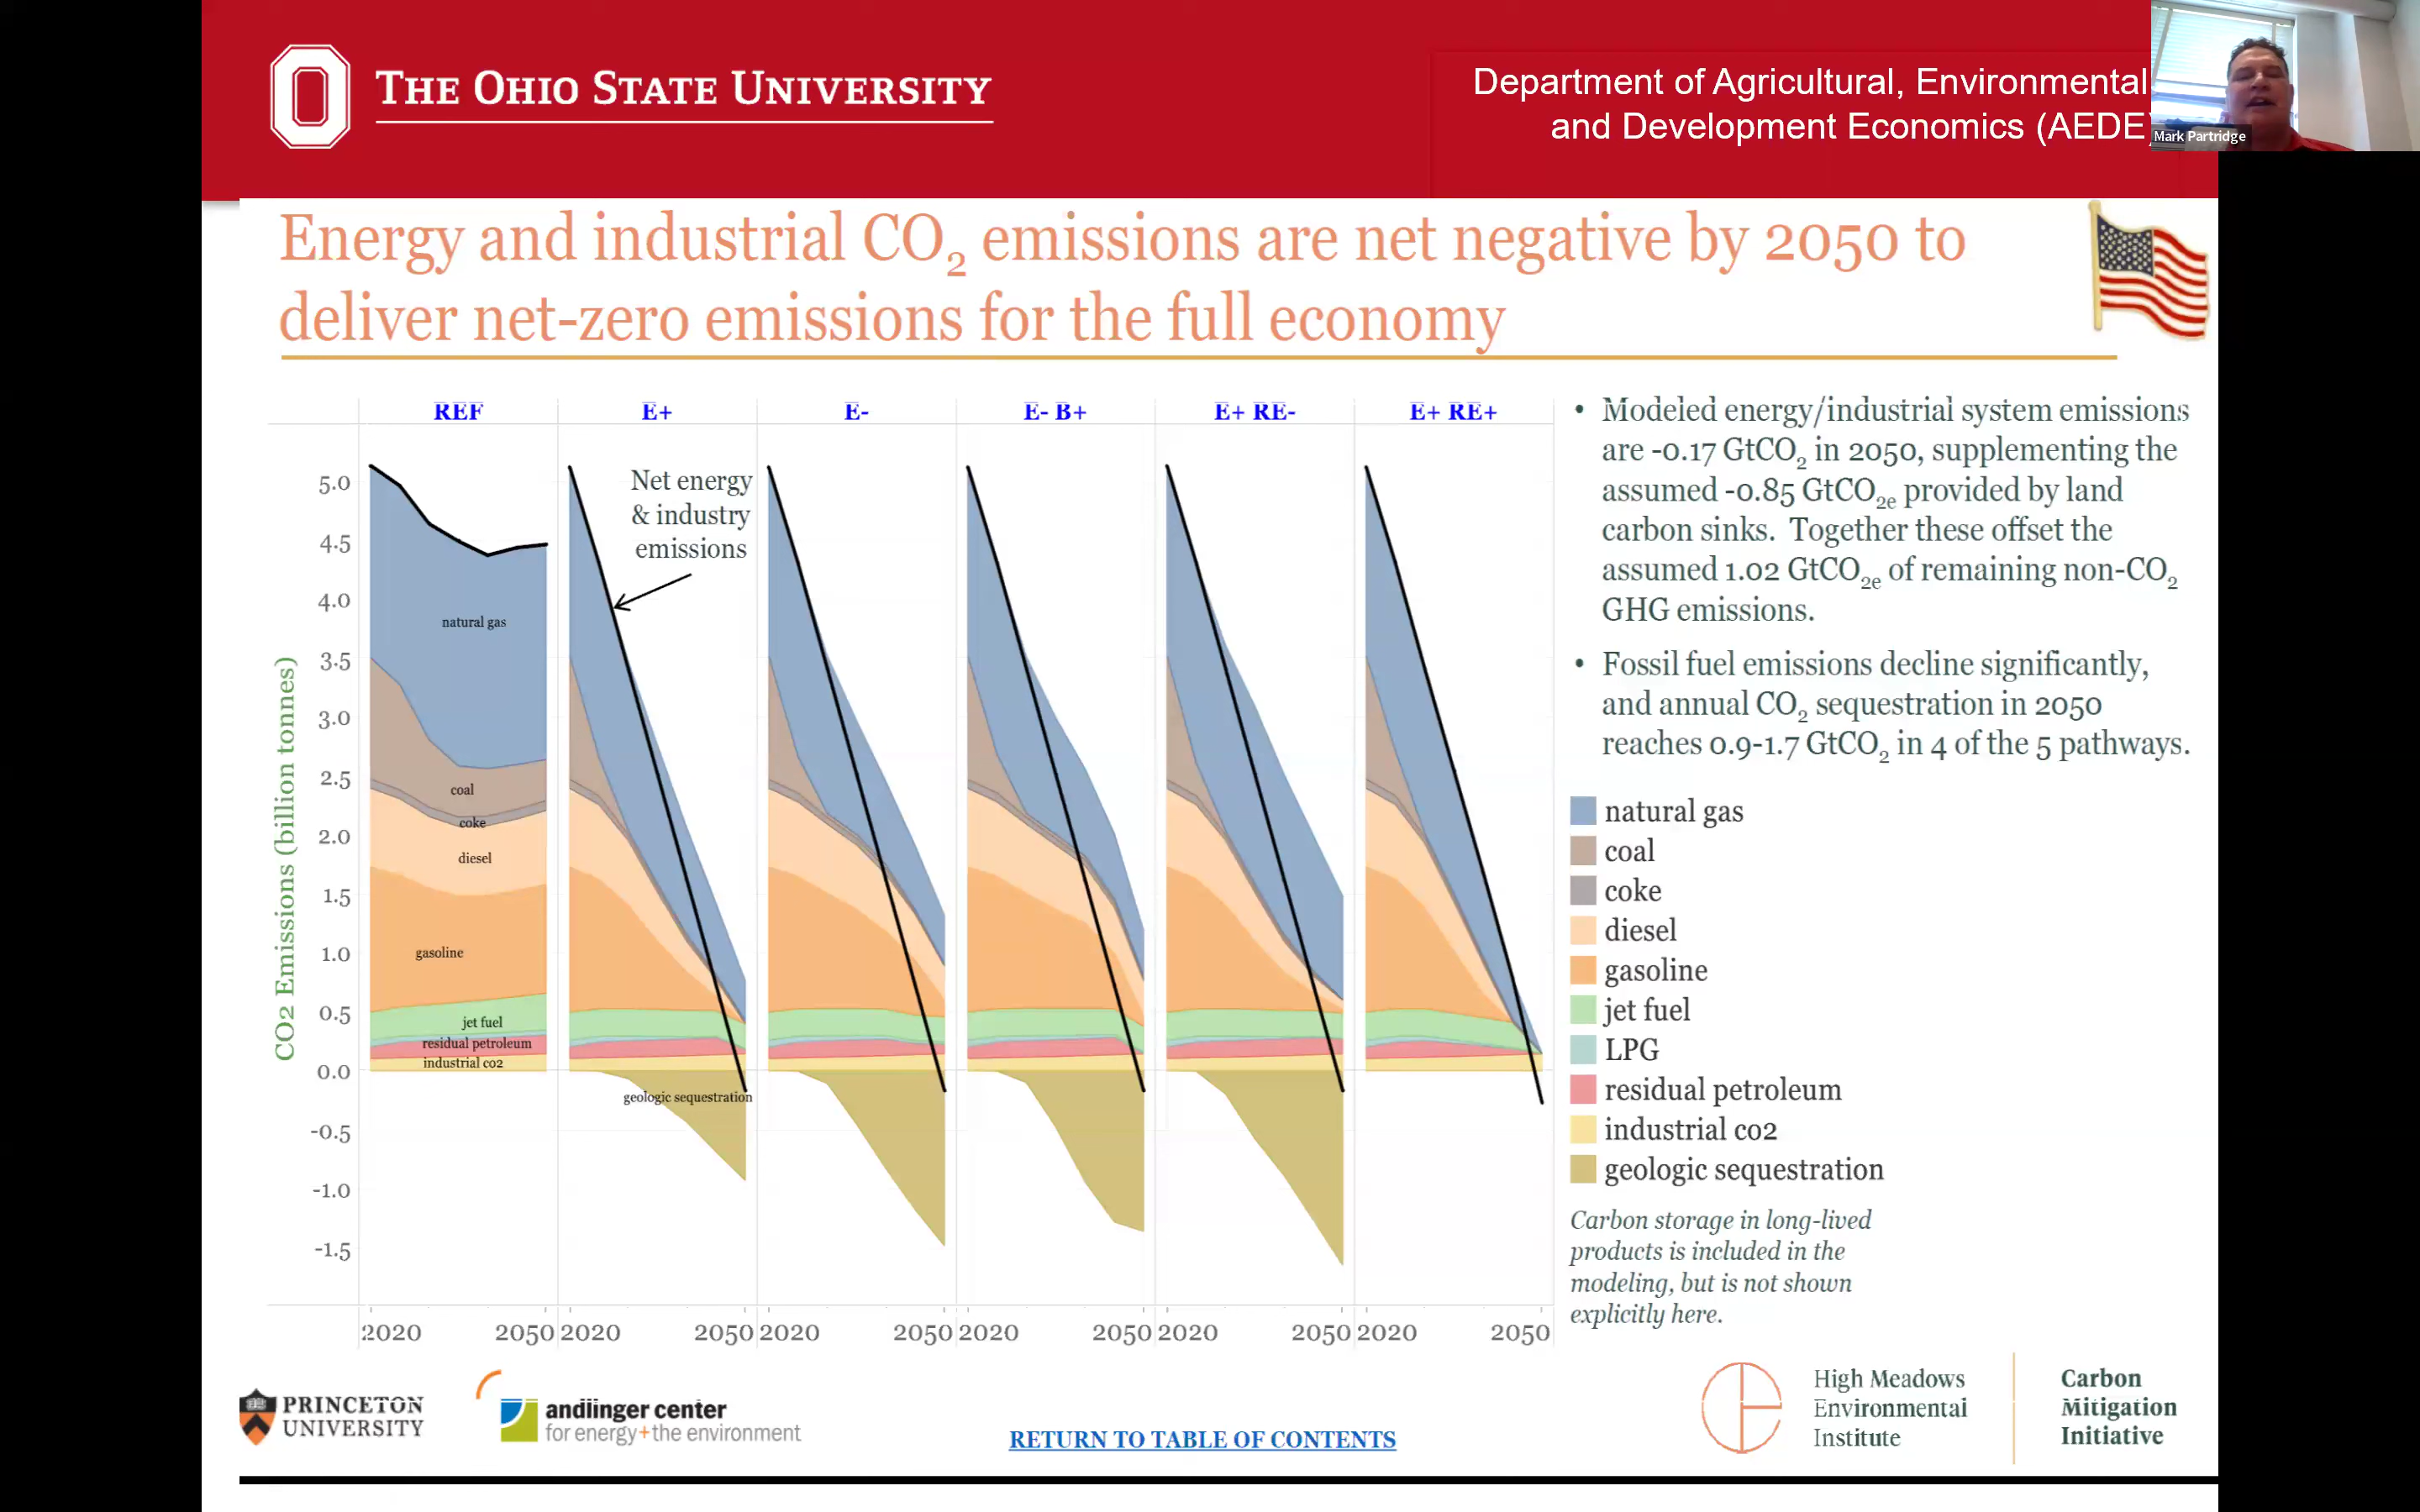 THE OHIO STATE UNIVERSITY
Department of Agricultural, Environmental
and Development Economics (AEDE)
Mark Partridge
Energy and industrial CO2 emissions are net negative by 2050 to
deliver net-zero emissions for the full economy
REF E+ E- E- B+ E+ RE- E+ RE+
CO2 Emissions (billion tonnes)
5.0
4.5
4.0
3.5
3.0
2.5
2.0
1.5
1.0
0.5
0.0
-0.5
-1.0
-1.5
natural gas
coal
coke
diesel
gasoline
jet fuel
residual petroleum
industrial co2
Net energy
& industry
emissions
geologic sequestration
2020 2050 2020 2050 2020 2050 2020 2050 2020 2050 2020 2050
• Modeled energy/industrial system emissions
are -0.17 GtCO2 in 2050, supplementing the
assumed -0.85 GtCO2e provided by land
carbon sinks. Together these offset the
assumed 1.02 GtCO2e of remaining non-CO2
GHG emissions.
• Fossil fuel emissions decline significantly,
and annual CO2 sequestration in 2050
reaches 0.9-1.7 GtCO2 in 4 of the 5 pathways.
natural gas
coal
coke
diesel
gasoline
jet fuel
LPG
residual petroleum
industrial co2
geologic sequestration
Carbon storage in long-lived
products is included in the
modeling, but is not shown
explicitly here.
PRINCETON
UNIVERSITY
andlinger center
for energy+the environment
RETURN TO TABLE OF CONTENTS
High Meadows
Environmental
Institute
Carbon
Mitigation
Initiative